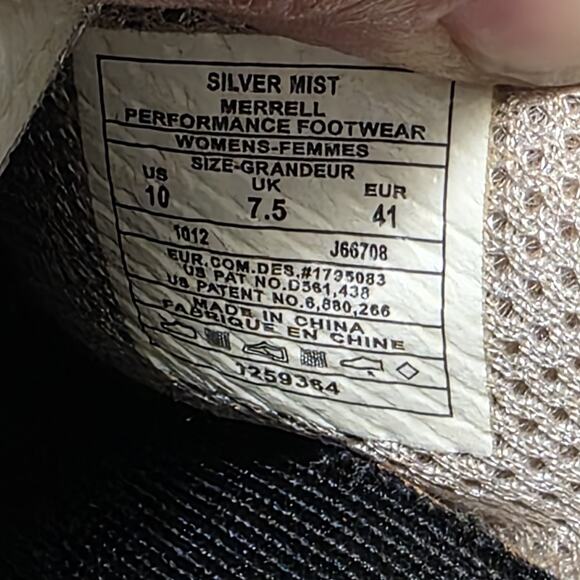 SILVER MIST
MERRELL
PERFORMANCE FOOTWEAR
WOMENS-FEMMES
SIZE-GRANDEUR
US UK EUR
10 7.5 41
1012 J66708
EUR.COM.DES.#1795083
US PAT NO.D561,438
US PATENT NO.6,880,266
MADE IN CHINA
FABRIQUE EN CHINE
1259364